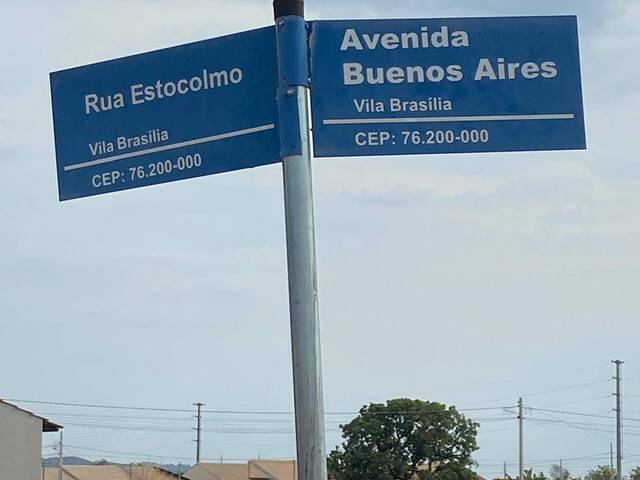 Rua Estocolmo
Vila Brasília
CEP: 76.200-000
Avenida
Buenos Aires
Vila Brasília
CEP: 76.200-000